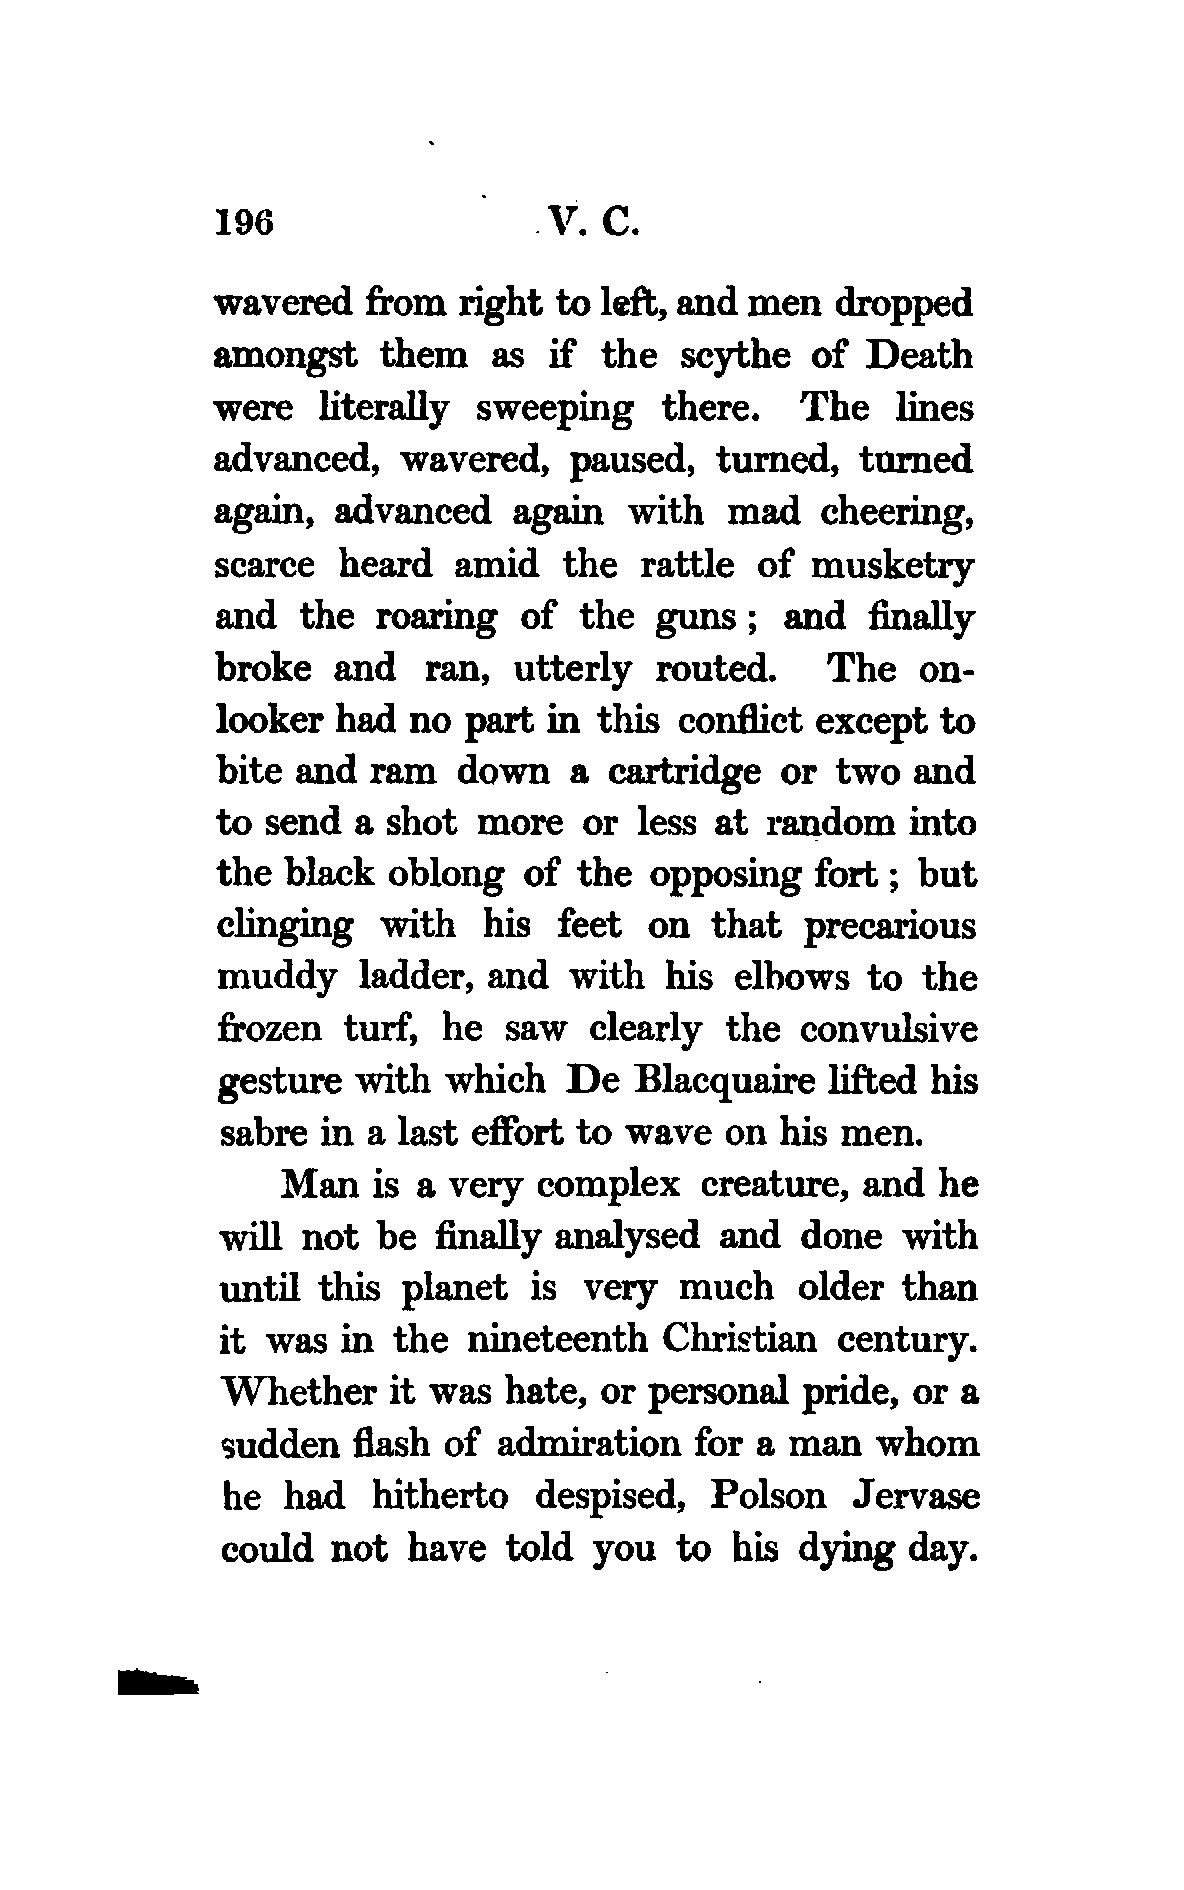 196 V. C.
wavered from right to left, and men dropped
amongst them as if the scythe of Death
were literally sweeping there. The lines
advanced, wavered, paused, turned, turned
again, advanced again with mad cheering,
scarce heard amid the rattle of musketry
and the roaring of the guns ; and finally
broke and ran, utterly routed. The on-
looker had no part in this conflict except to
bite and ram down a cartridge or two and
to send a shot more or less at random into
the black oblong of the opposing fort ; but
clinging with his feet on that precarious
muddy ladder, and with his elbows to the
frozen turf, he saw clearly the convulsive
gesture with which De Blacquaire lifted his
sabre in a last effort to wave on his men.
Man is a very complex creature, and he
will not be finally analysed and done with
until this planet is very much older than
it was in the nineteenth Christian century.
Whether it was hate, or personal pride, or a
sudden flash of admiration for a man whom
he had hitherto despised, Polson Jervase
could not have told you to his dying day.